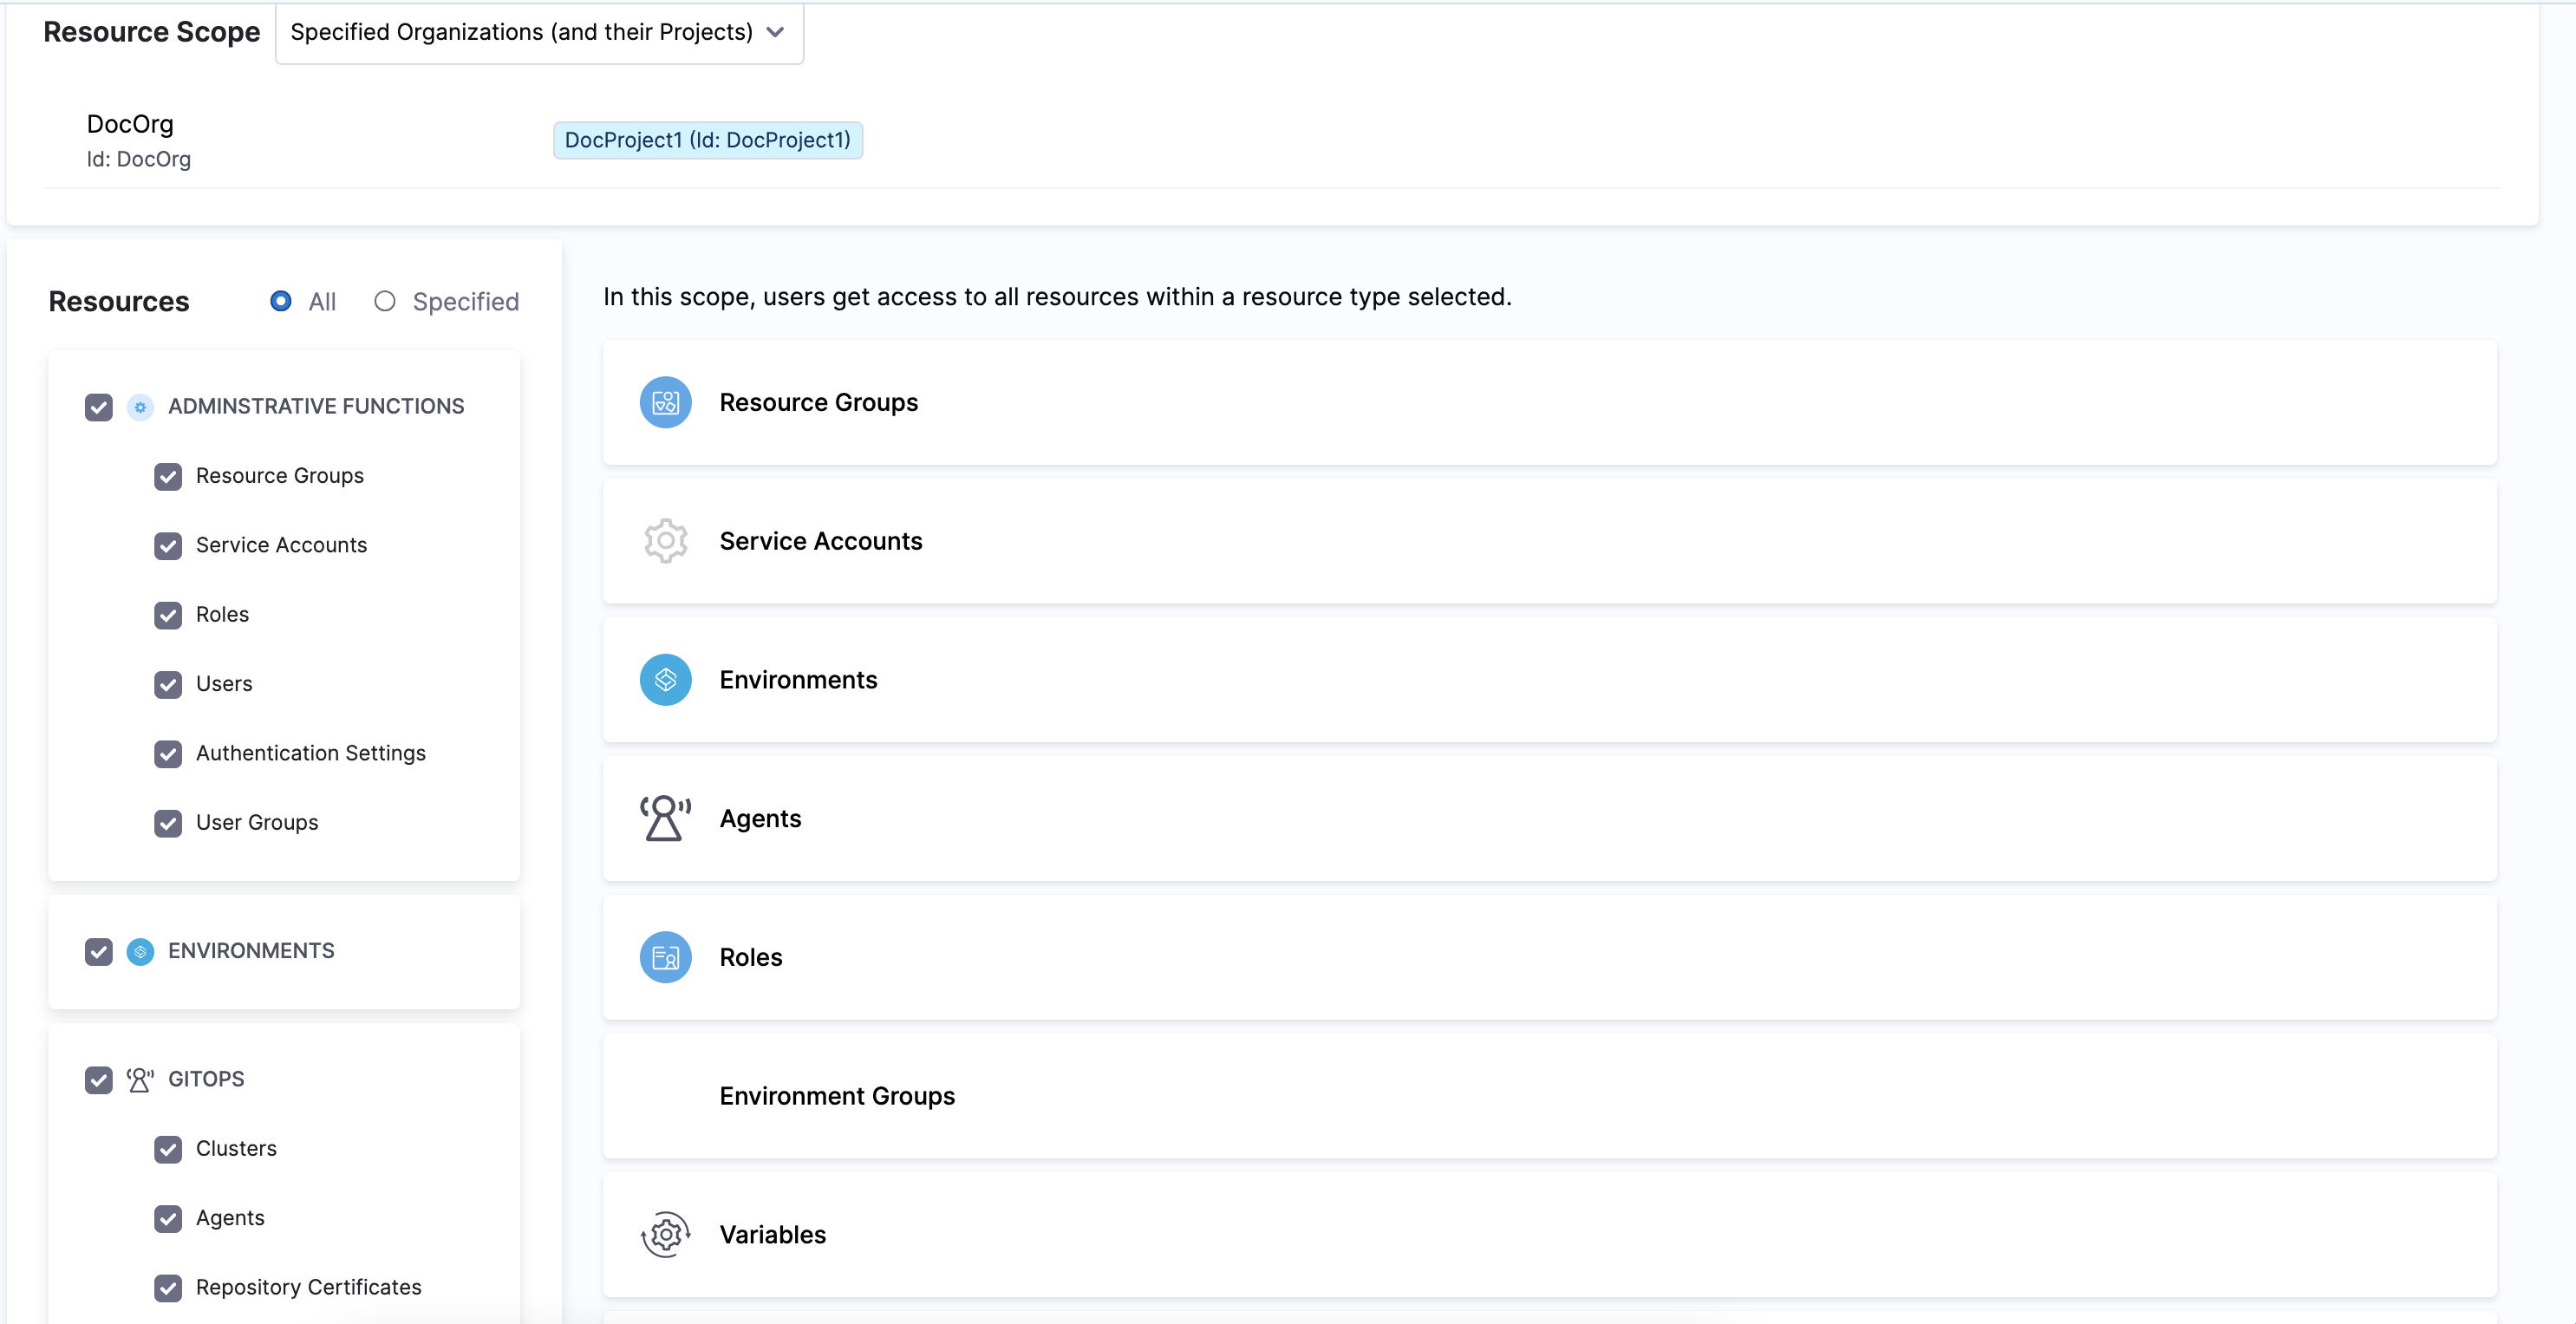 Resource Scope
Specified Organizations (and their Projects)
DocOrg
Id: DocOrg
DocProject1 (Id: DocProject1)
Resources
All
Specified
ADMINSTRATIVE FUNCTIONS
Resource Groups
Service Accounts
Roles
Users
Authentication Settings
User Groups
ENVIRONMENTS
GITOPS
Clusters
Agents
Repository Certificates
In this scope, users get access to all resources within a resource type selected.
Resource Groups
Service Accounts
Environments
Agents
Roles
Environment Groups
Variables